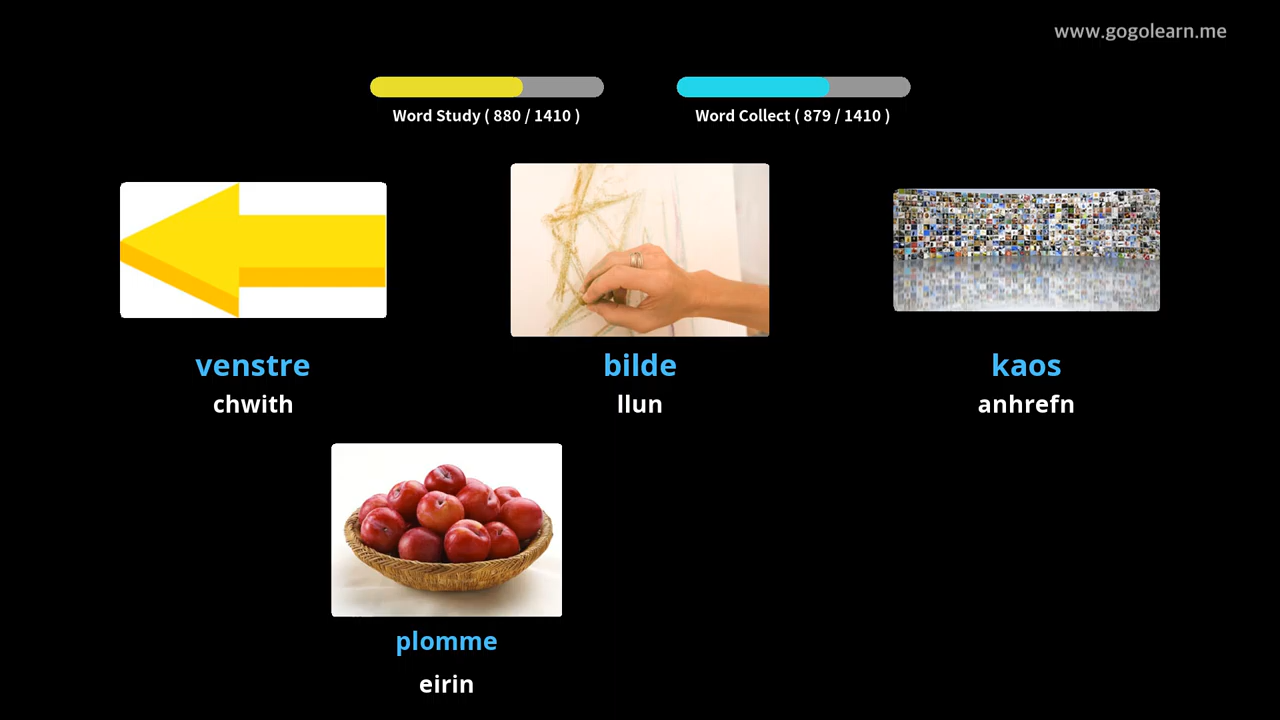 www.gogolearn.me
Word Study ( 880 / 1410 )
Word Collect ( 879 / 1410 )
venstre
chwith
bilde
llun
kaos
anhrefn
plomme
eirin